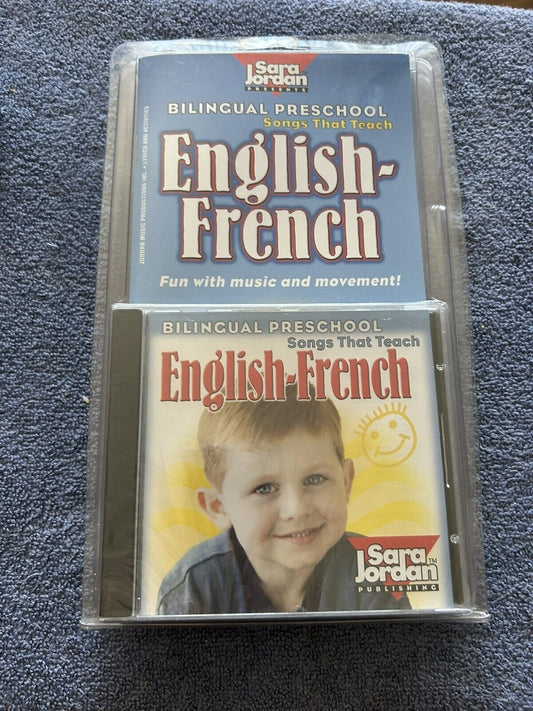 Sara
Jordan
PRESENTS
BILINGUAL PRESCHOOL
Songs That Teach
English-
French
Fun with music and movement!
JORDAN MUSIC PRODUCTIONS INC. • LYRICS AND ACTIVITIES
BILINGUAL PRESCHOOL
Songs That Teach
English-French
Sara
Jordan™
PUBLISHING